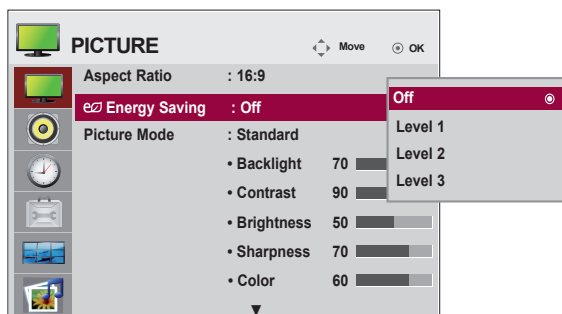 PICTURE Move OK
Aspect Ratio : 16:9
Energy Saving : Off
Picture Mode : Standard
• Backlight 70
• Contrast 90
• Brightness 50
• Sharpness 70
• Color 60
▼
Off
Level 1
Level 2
Level 3